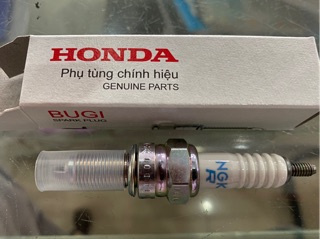 HONDA
Phụ tùng chính hiệu
GENUINE PARTS
BUGI
SPARK PLUG
NGK
R